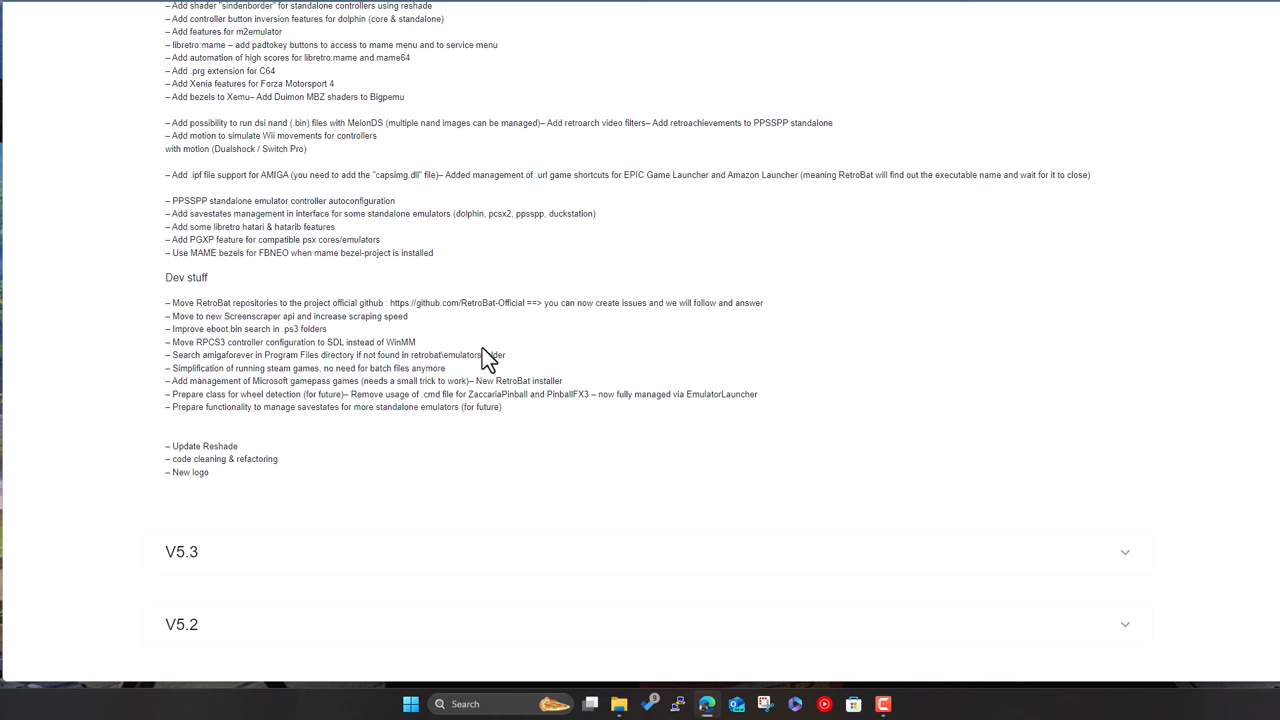 – Add shader "sindenborder" for standalone controllers using reshade
– Add controller button inversion features for dolphin (core & standalone)
– Add features for m2emulator
– libretro:mame – add padtokey buttons to access to mame menu and to service menu
– Add automation of high scores for libretro:mame and mame64
– Add .prg extension for C64
– Add Xenia features for Forza Motorsport 4
– Add bezels to Xemu– Add Duimon MBZ shaders to Bigpemu
– Add possibility to run dsi nand (.bin) files with MelonDS (multiple nand images can be managed)– Add retroarch video filters– Add retroachievements to PPSSPP standalone
– Add motion to simulate Wii movements for controllers
with motion (Dualshock / Switch Pro)
– Add .ipf file support for AMIGA (you need to add the "capsimg.dll" file)– Added management of .url game shortcuts for EPIC Game Launcher and Amazon Launcher (meaning RetroBat will find out the executable name and wait for it to close)
– PPSSPP standalone emulator controller autoconfiguration
– Add savestates management in interface for some standalone emulators (dolphin, pcsx2, ppsspp, duckstation)
– Add some libretro hatari & hatarib features
– Add PGXP feature for compatible psx cores/emulators
– Use MAME bezels for FBNEO when mame bezel-project is installed
Dev stuff
– Move RetroBat repositories to the project official github : https://github.com/RetroBat-Official ==> you can now create issues and we will follow and answer
– Move to new Screenscraper api and increase scraping speed
– Improve eboot.bin search in .ps3 folders
– Move RPCS3 controller configuration to SDL instead of WinMM
– Search amigaforever in Program Files directory if not found in retrobat\emulators
– Simplification of running steam games, no need for batch files anymore
– Add management of Microsoft gamepass games (needs a small trick to work)– New RetroBat installer
– Prepare class for wheel detection (for future)– Remove usage of .cmd file for ZaccariaPinball and PinballFX3 – now fully managed via EmulatorLauncher
– Prepare functionality to manage savestates for more standalone emulators (for future)
– Update Reshade
– code cleaning & refactoring
– New logo
V5.3
V5.2
Search
9